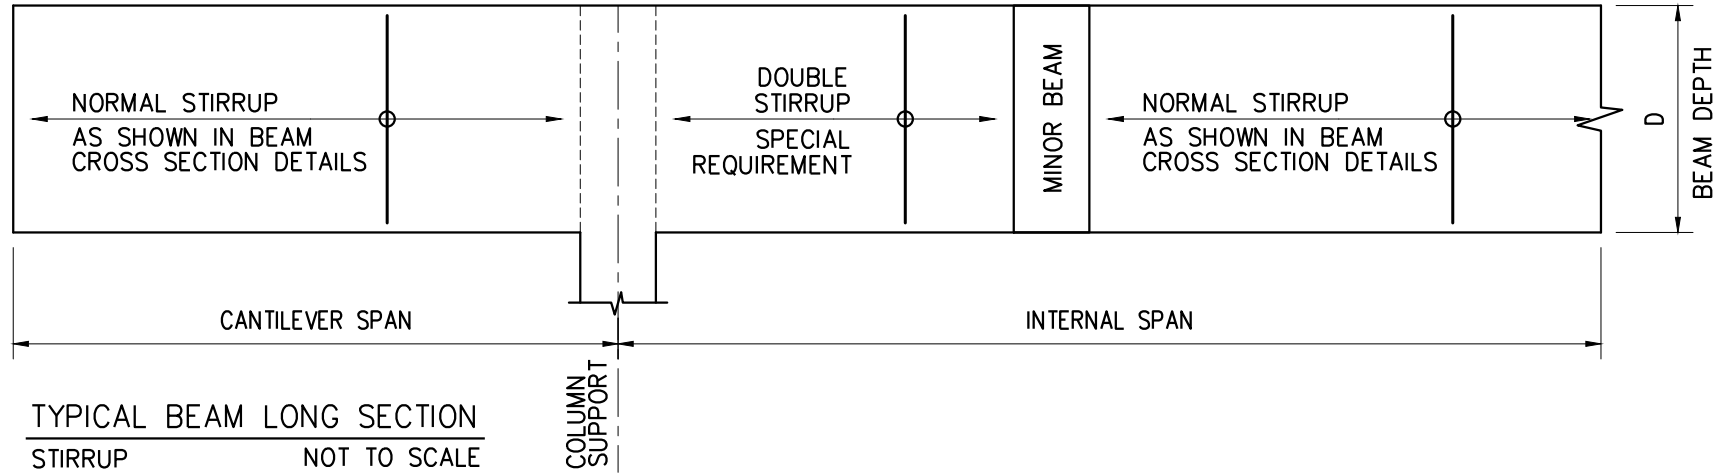 NORMAL STIRRUP
AS SHOWN IN BEAM
CROSS SECTION DETAILS
DOUBLE
STIRRUP
SPECIAL
REQUIREMENT
MINOR BEAM
NORMAL STIRRUP
AS SHOWN IN BEAM
CROSS SECTION DETAILS
D
BEAM DEPTH
CANTILEVER SPAN
INTERNAL SPAN
COLUMN
SUPPORT
TYPICAL BEAM LONG SECTION
STIRRUP NOT TO SCALE